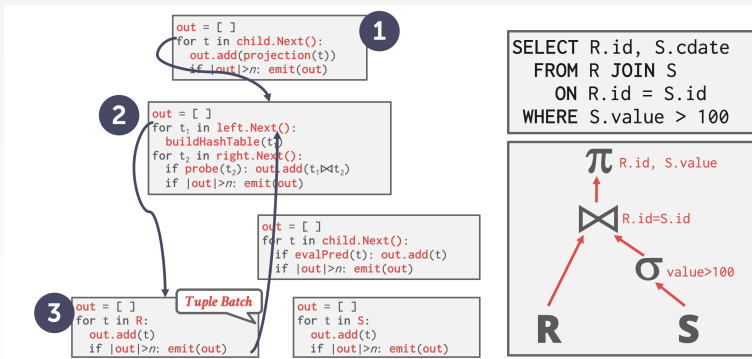 1
out = [ ]
for t in child.Next():
out.add(projection(t))
if |out|>n: emit(out)
2
out = [ ]
for t₁ in left.Next():
buildHashTable(t₁)
for t₂ in right.Next():
if probe(t₂): out.add(t₁⨝t₂)
if |out|>n: emit(out)
out = [ ]
for t in child.Next():
if evalPred(t): out.add(t)
if |out|>n: emit(out)
3
out = [ ]
for t in R:
out.add(t)
if |out|>n: emit(out)
Tuple Batch
out = [ ]
for t in S:
out.add(t)
if |out|>n: emit(out)
SELECT R.id, S.cdate
FROM R JOIN S
ON R.id = S.id
WHERE S.value > 100
π R.id, S.value
⨝ R.id=S.id
σ value>100
R S